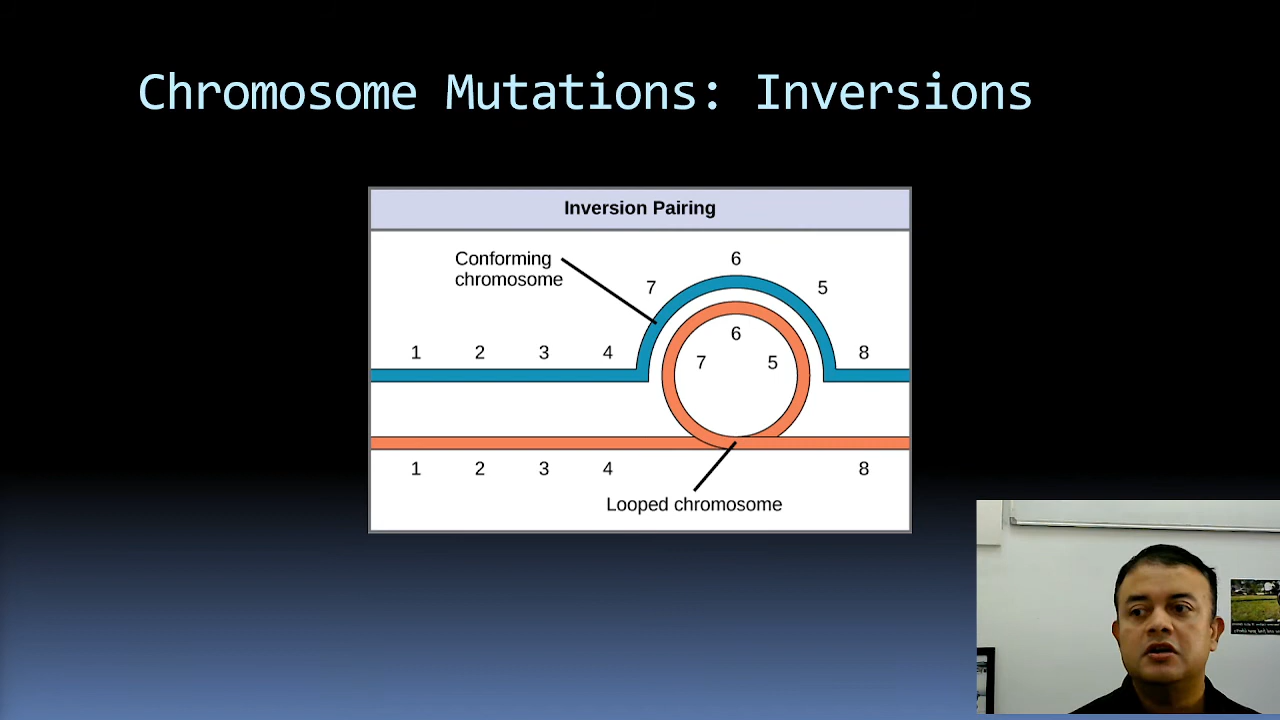 Chromosome Mutations: Inversions
Inversion Pairing
Conforming
chromosome
6
7
5
1 2 3 4
8
6
7
5
1 2 3 4
8
Looped chromosome